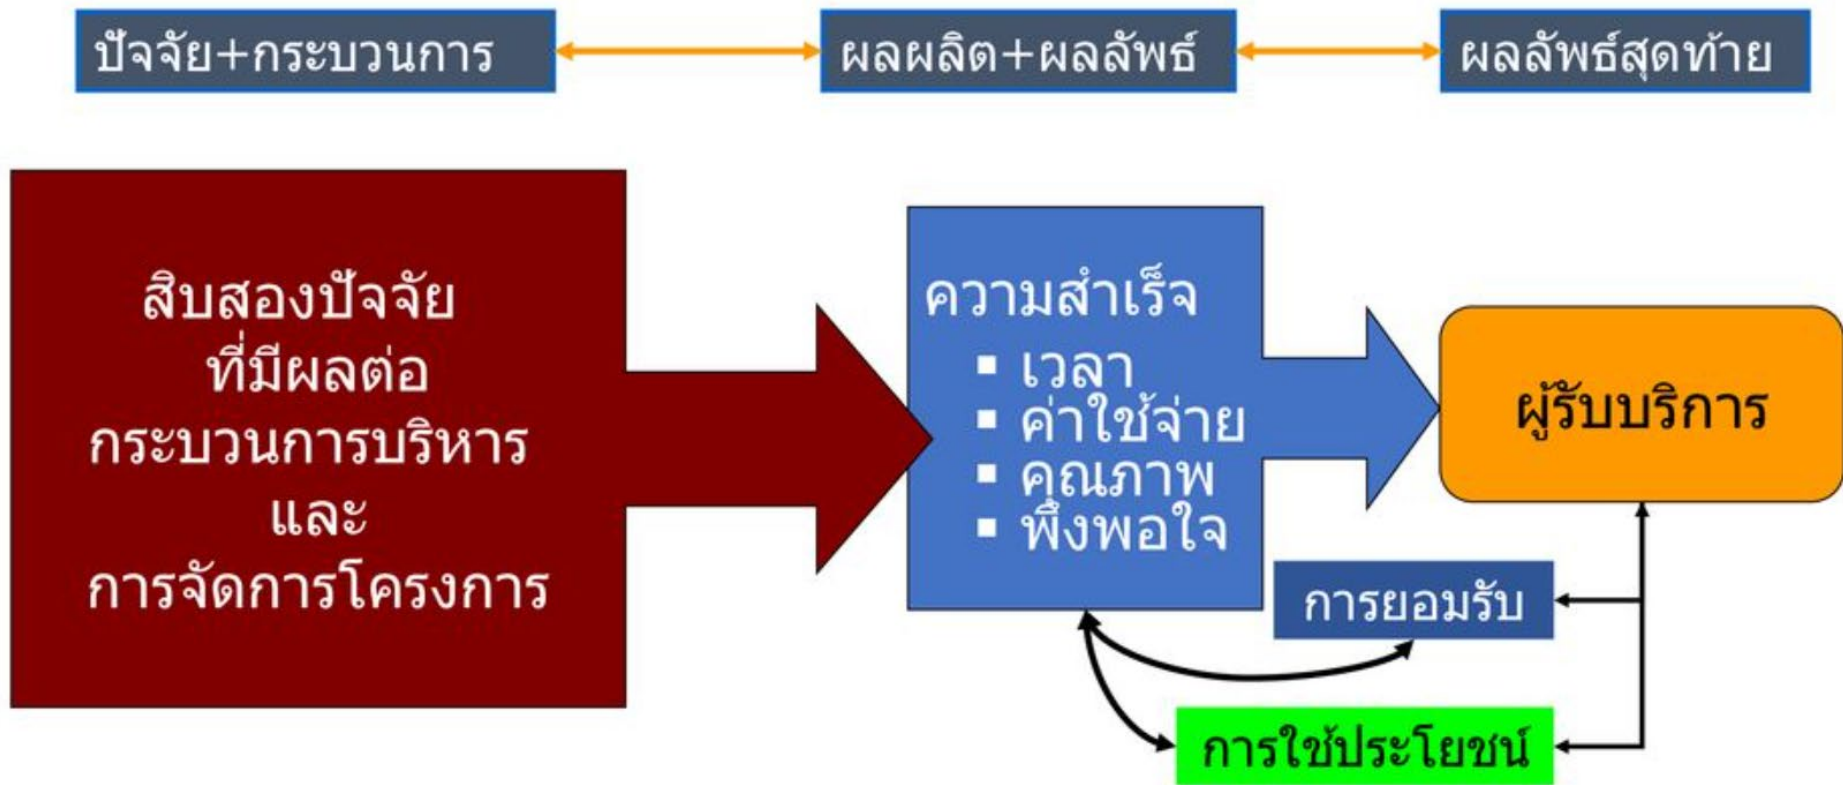 ปัจจัย+กระบวนการ
ผลผลิต+ผลลัพธ์
ผลลัพธ์สุดท้าย
สิบสองปัจจัย
ที่มีผลต่อ
กระบวนการบริหาร
และ
การจัดการโครงการ
ความสำเร็จ
▪ เวลา
▪ ค่าใช้จ่าย
▪ คุณภาพ
▪ พึงพอใจ
ผู้รับบริการ
การยอมรับ
การใช้ประโยชน์